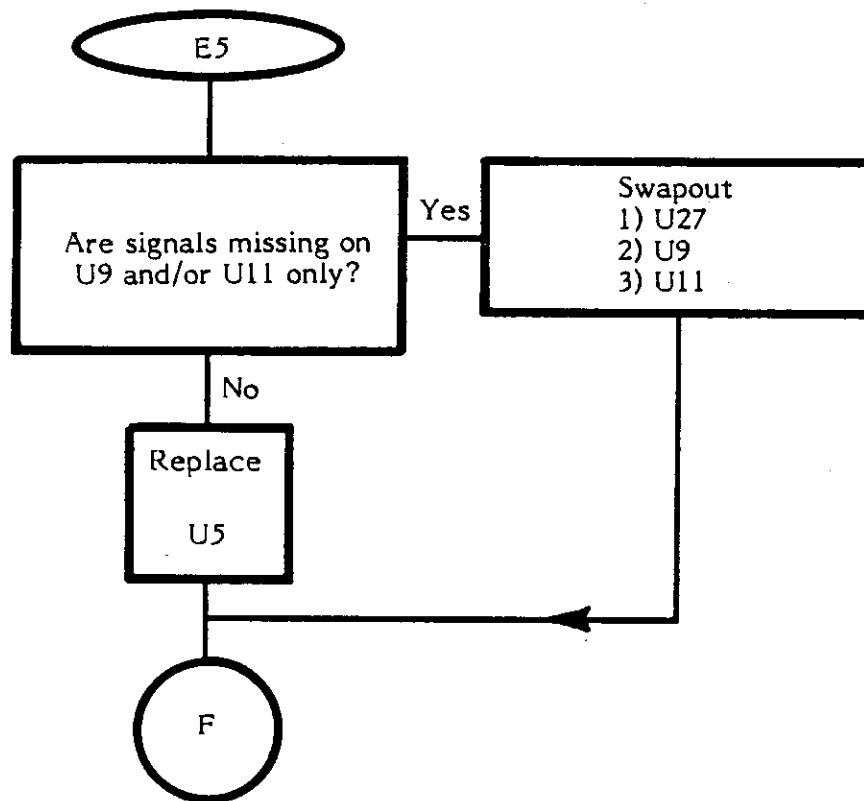 E5
Are signals missing on
U9 and/or U11 only?
Yes
Swapout
1) U27
2) U9
3) U11
No
Replace
U5
F